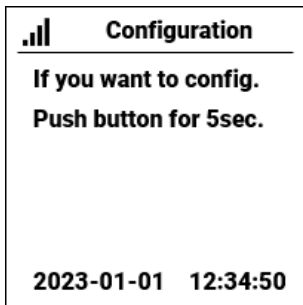 Configuration
If you want to config.
Push button for 5sec.
2023-01-01 12:34:50